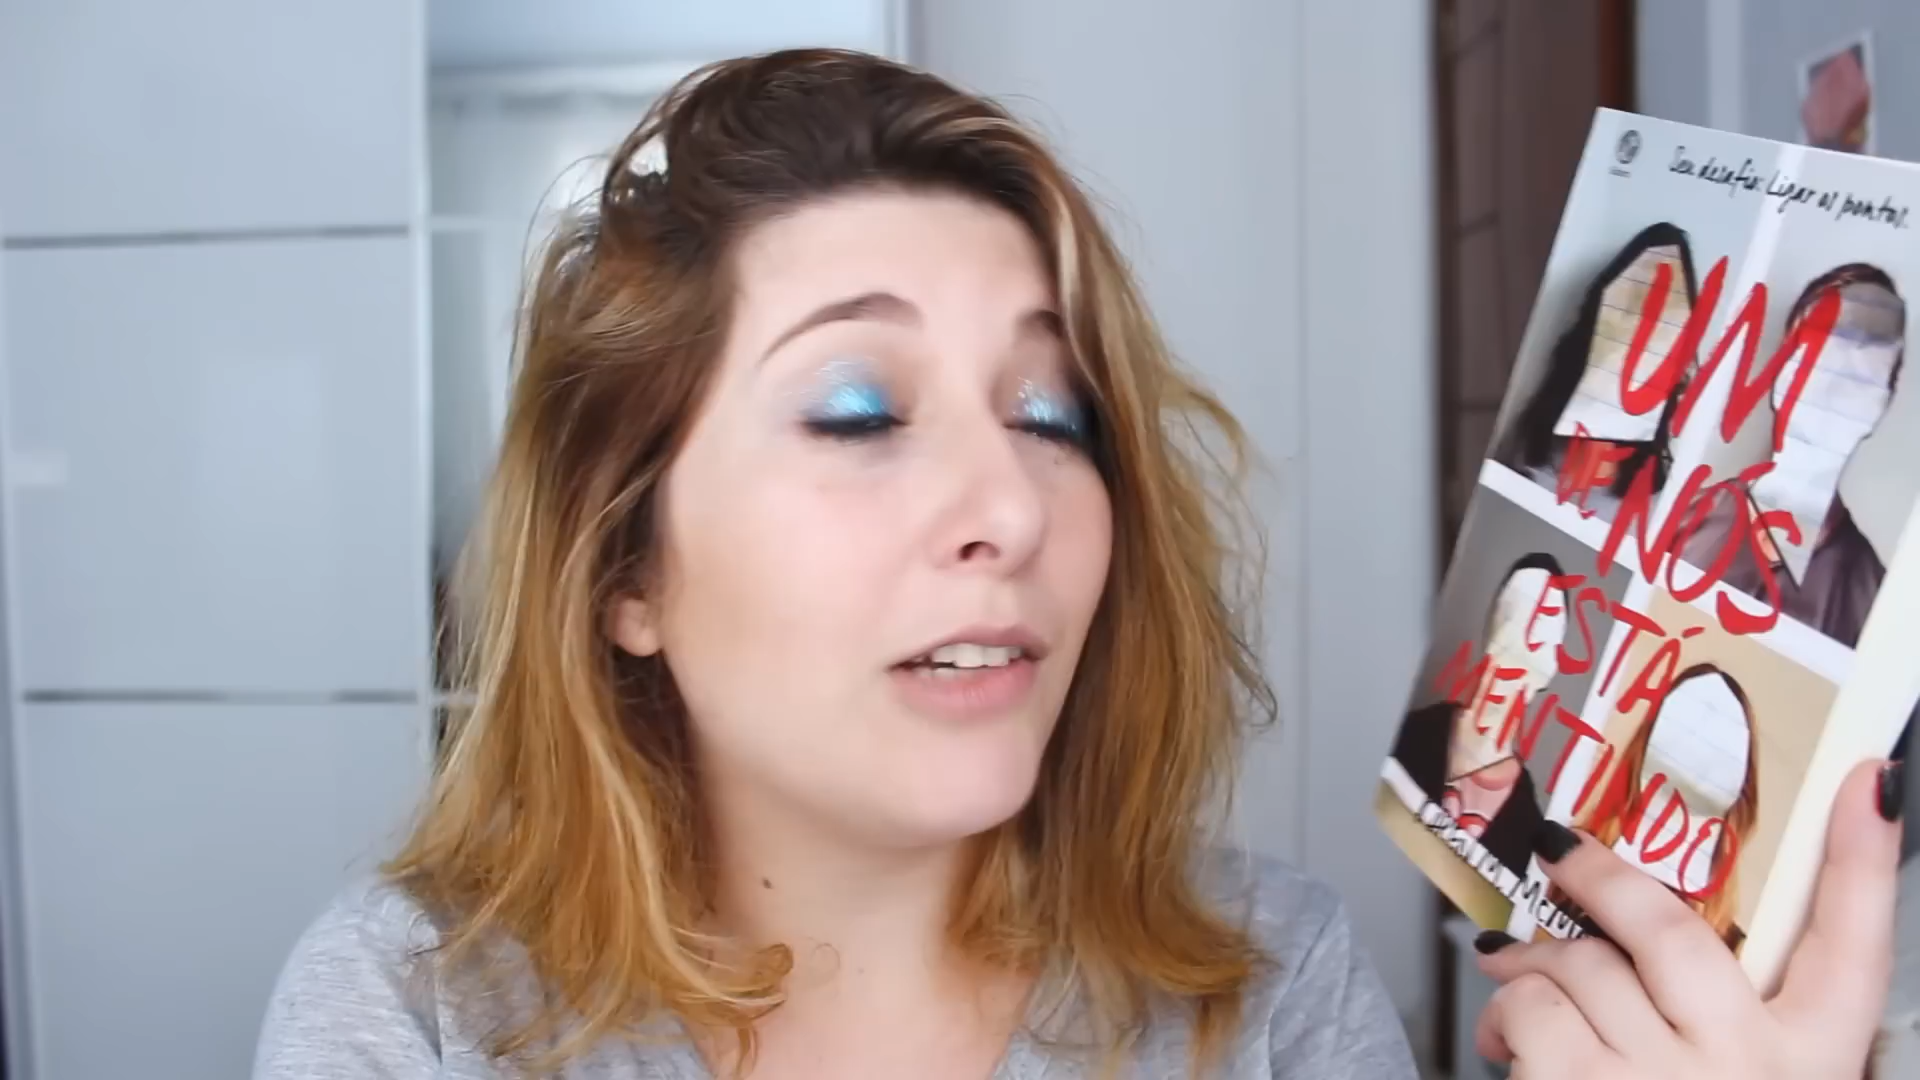 Seu desafio: Ligar os pontos.
UM
DE NÓS
ESTÁ
MENTINDO